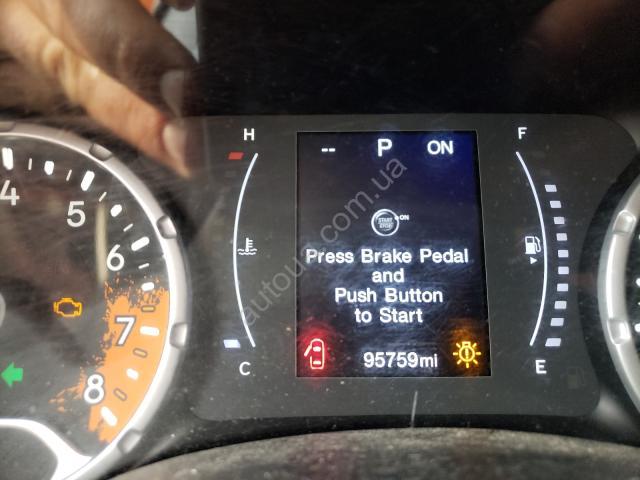 H
-- P ON
F
4
5
6
7
8
START
STOP
ON
Press Brake Pedal
and
Push Button
to Start
C
95759mi
E
autoua.com.ua